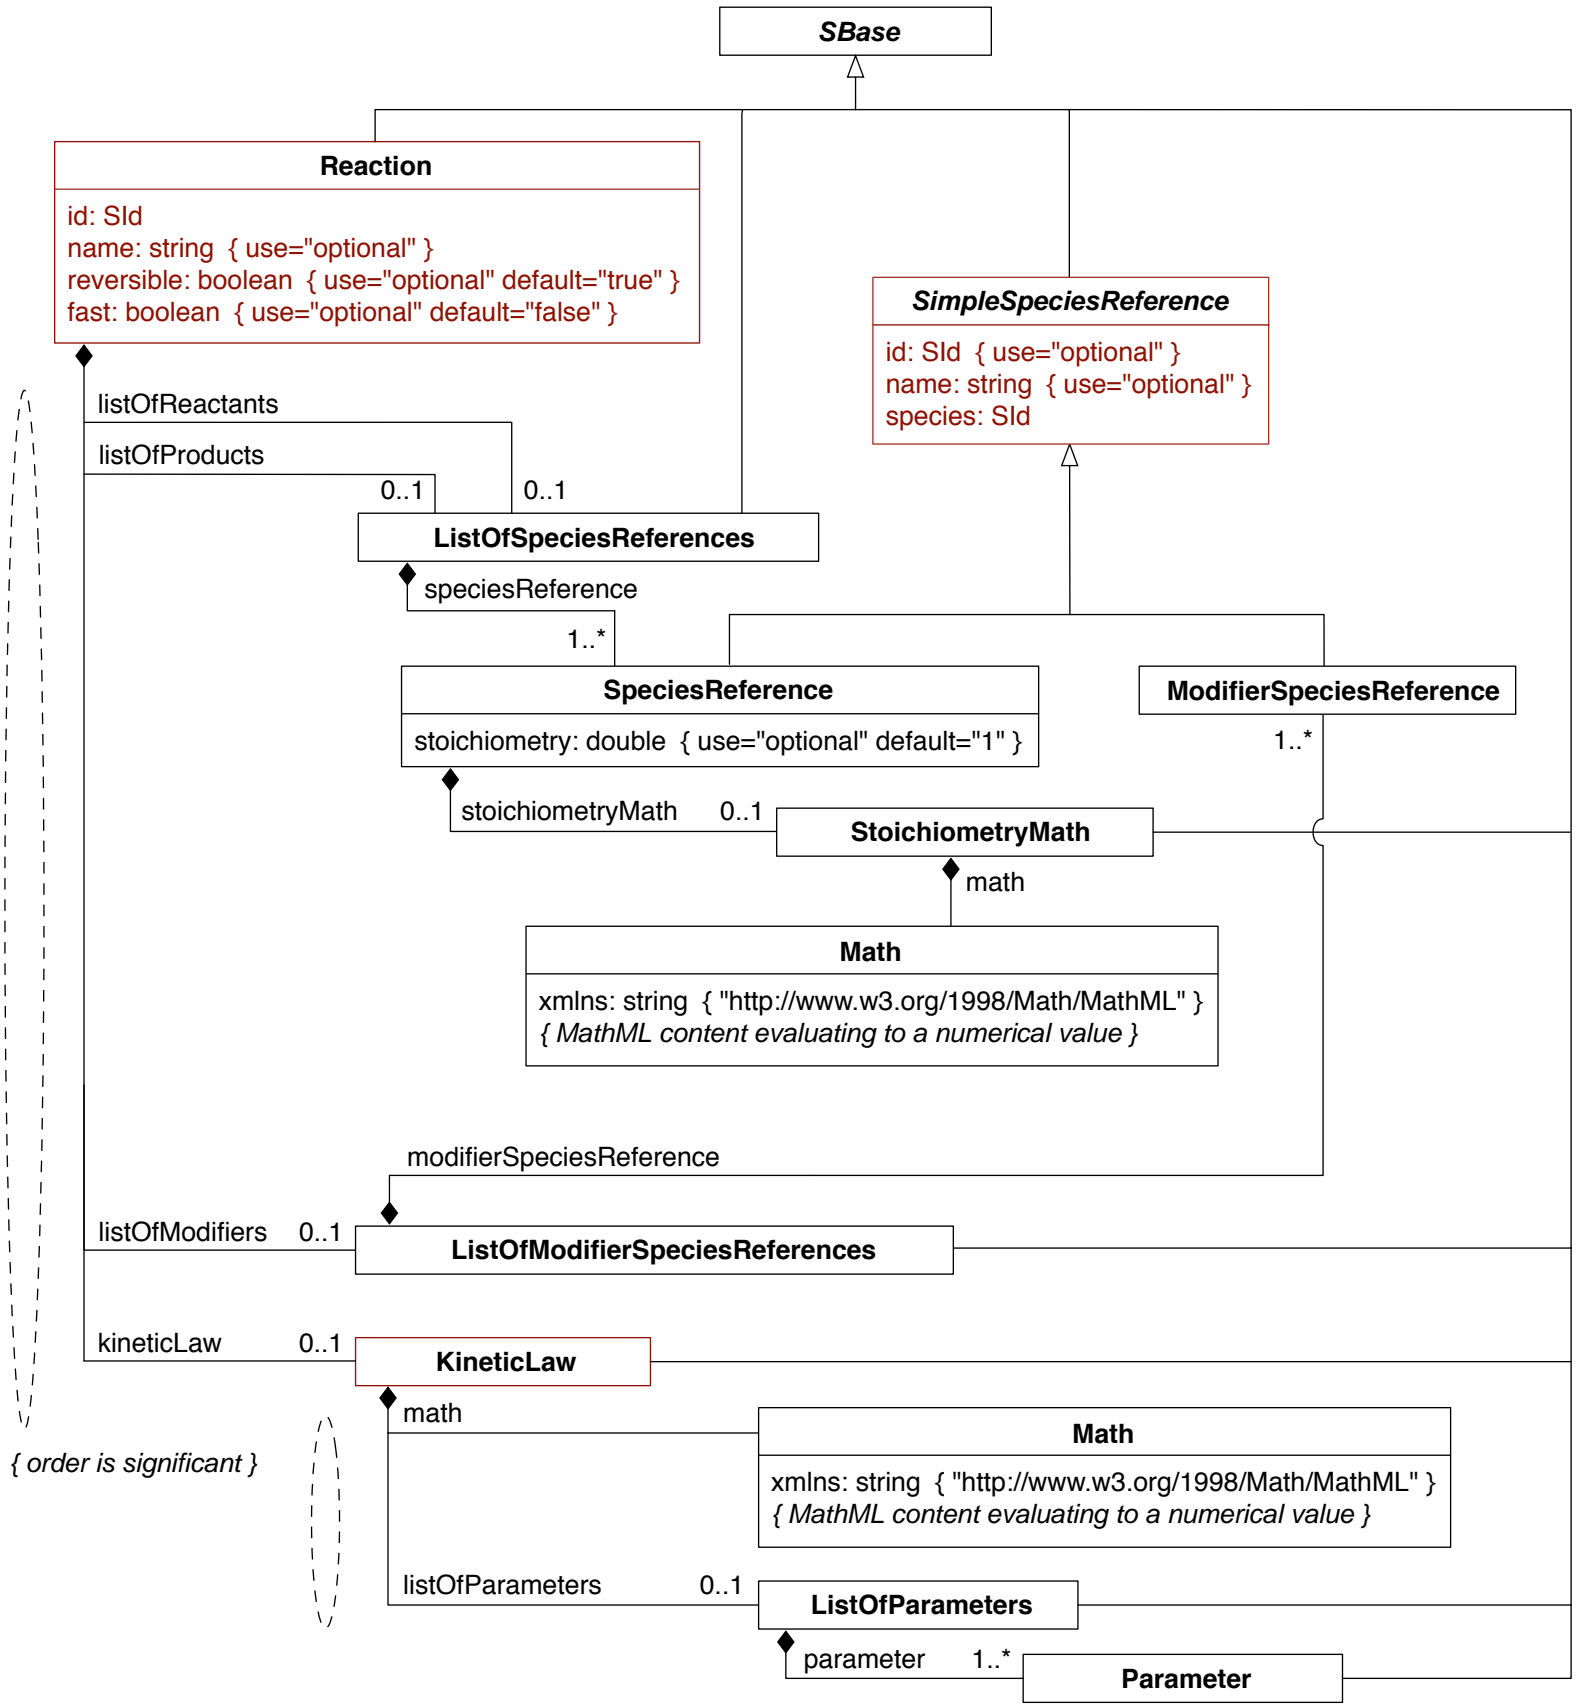 SBase
Reaction
id: SId
name: string { use="optional" }
reversible: boolean { use="optional" default="true" }
fast: boolean { use="optional" default="false" }
SimpleSpeciesReference
id: SId { use="optional" }
name: string { use="optional" }
species: SId
listOfReactants
listOfProducts
0..1
0..1
ListOfSpeciesReferences
speciesReference
1..*
SpeciesReference
stoichiometry: double { use="optional" default="1" }
ModifierSpeciesReference
1..*
stoichiometryMath
0..1
StoichiometryMath
math
Math
xmlns: string { "http://www.w3.org/1998/Math/MathML" }
{ MathML content evaluating to a numerical value }
modifierSpeciesReference
listOfModifiers
0..1
ListOfModifierSpeciesReferences
kineticLaw
0..1
KineticLaw
math
{ order is significant }
Math
xmlns: string { "http://www.w3.org/1998/Math/MathML" }
{ MathML content evaluating to a numerical value }
listOfParameters
0..1
ListOfParameters
parameter
1..*
Parameter